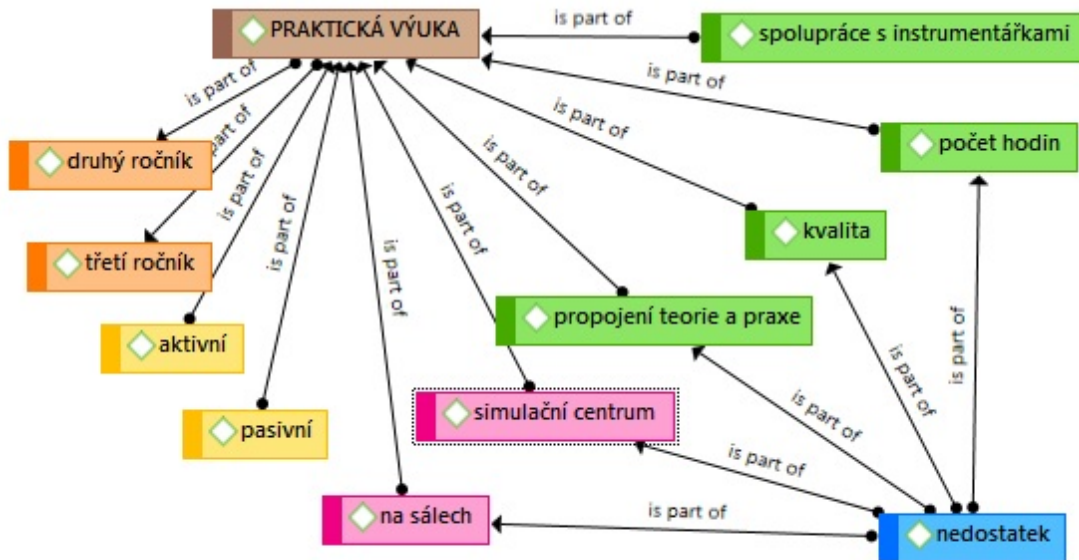 PRAKTICKÁ VÝUKA
spolupráce s instrumentářkami
is part of
is part of
is part of
is part of
počet hodin
druhý ročník
part of
is part of
is part of
is part of
is part of
kvalita
třetí ročník
is part of
is part of
propojení teorie a praxe
aktivní
is part of
is part of
simulační centrum
is part of
pasivní
is part of
na sálech
is part of
nedostatek